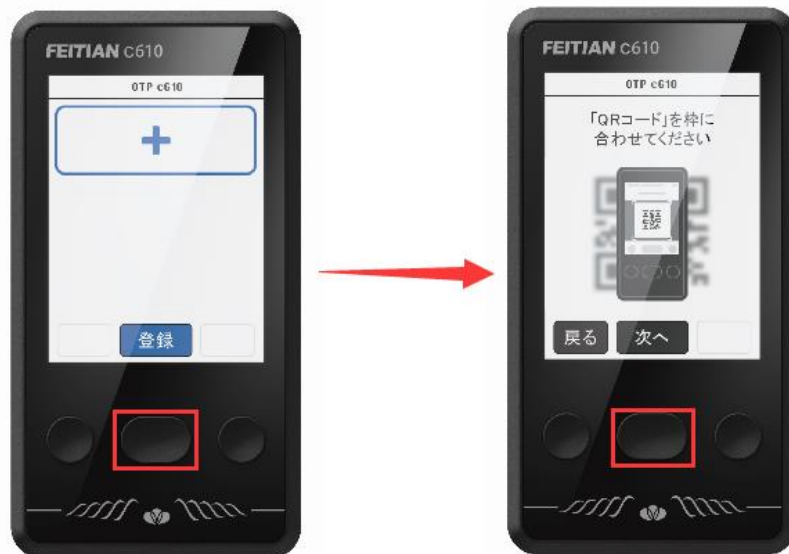 FEITIAN C610
OTP c610
登録
FEITIAN C610
OTP c610
「QRコード」を枠に
合わせてください
戻る
次へ